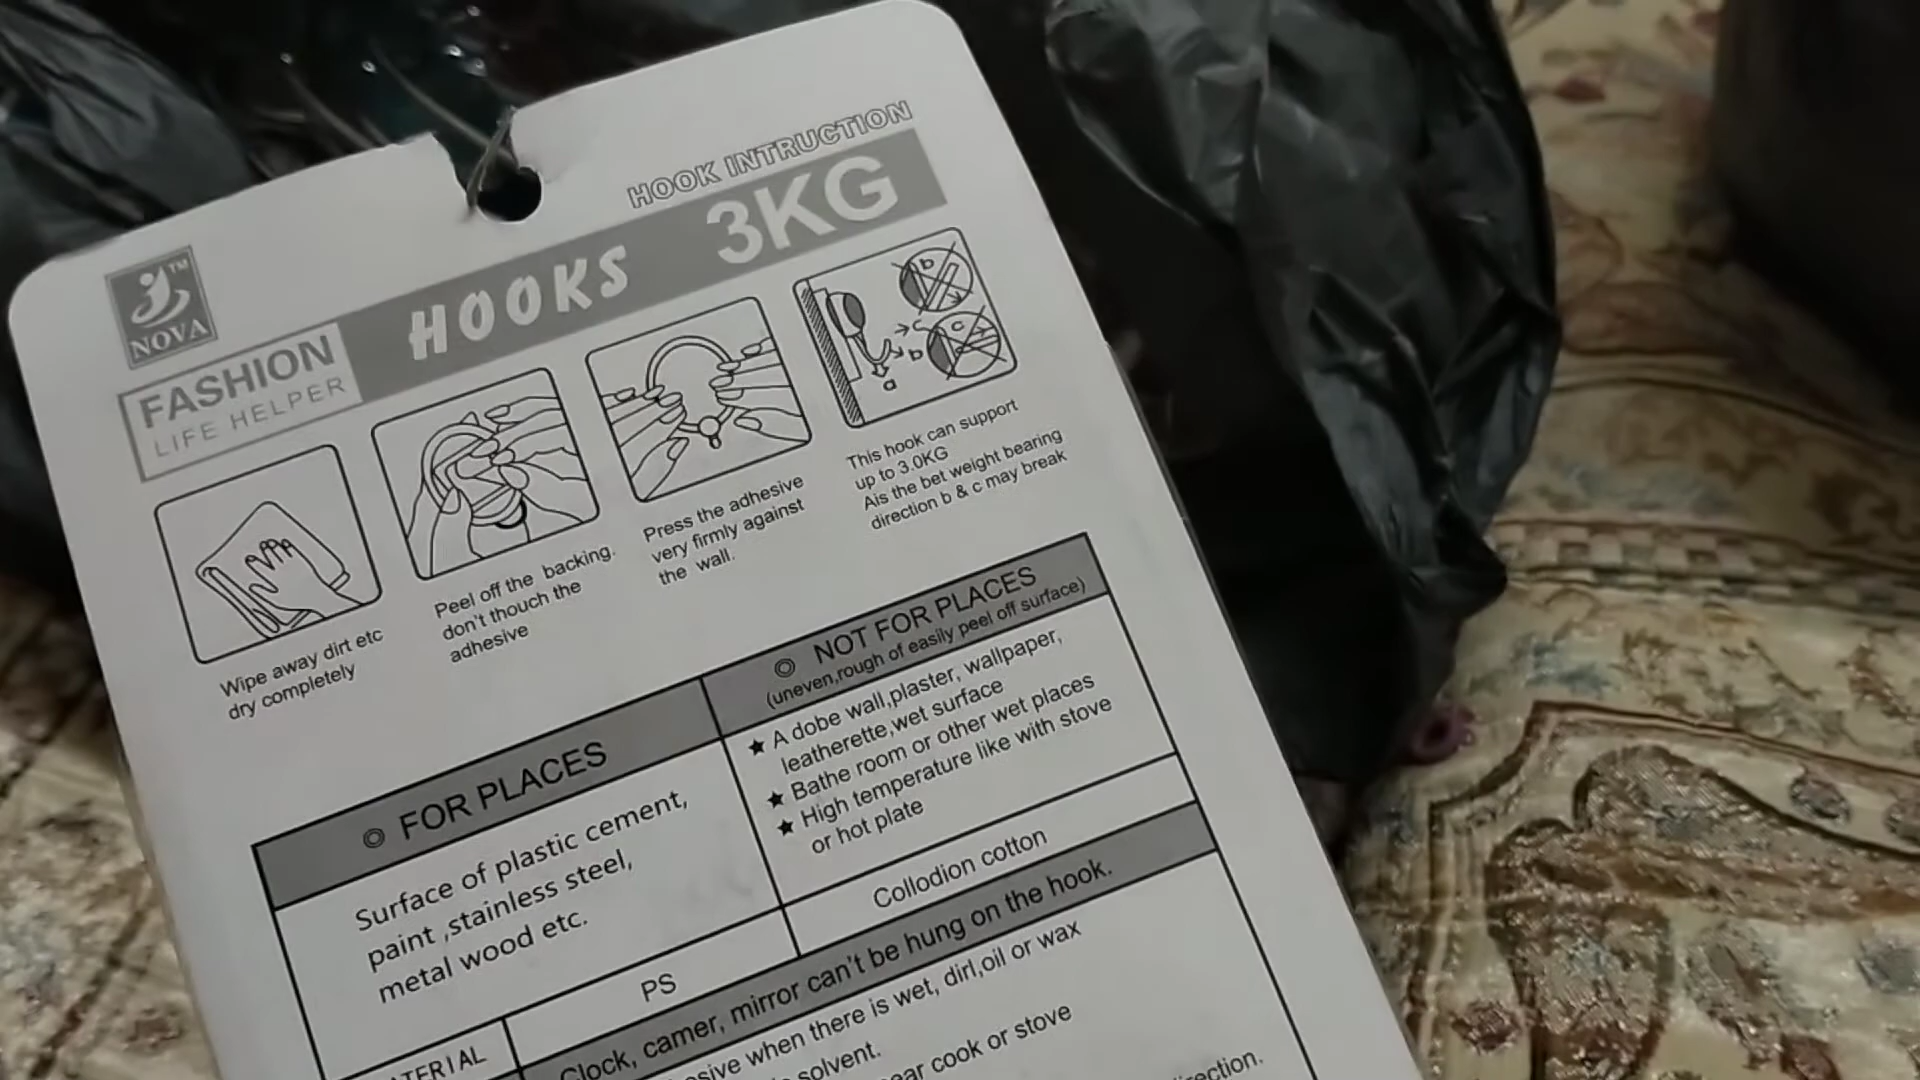 HOOK INTRUCTION
HOOKS 3KG
TM
NOVA
FASHION
LIFE HELPER
b
c
c
b
a
Wipe away dirt etc
dry completely
Peel off the backing.
don't thouch the
adhesive
Press the adhesive
very firmly against
the wall.
This hook can support
up to 3.0KG
Ais the bet weight bearing
direction b & c may break
◎ FOR PLACES
Surface of plastic cement,
paint ,stainless steel,
metal wood etc.
◎ NOT FOR PLACES
(uneven,rough of easily peel off surface)
★ A dobe wall,plaster, wallpaper,
leatherette,wet surface
★ Bathe room or other wet places
★ High temperature like with stove
or hot plate
PS
Collodion cotton
Clock, camer, mirror can't be hung on the hook.
when there is wet, dirl,oil or wax
solvent.
cook or stove